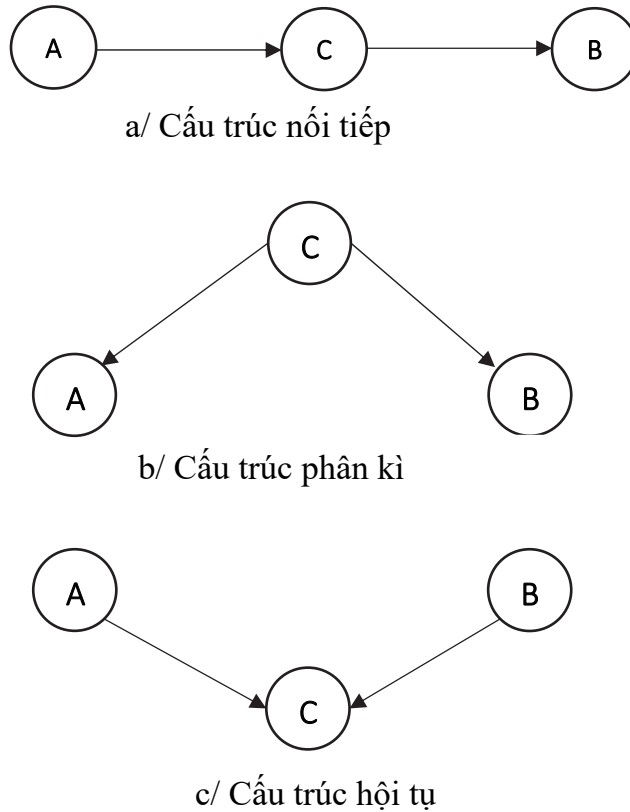 A C B
a/ Cấu trúc nối tiếp
C
A B
b/ Cấu trúc phân kì
A B
C
c/ Cấu trúc hội tụ